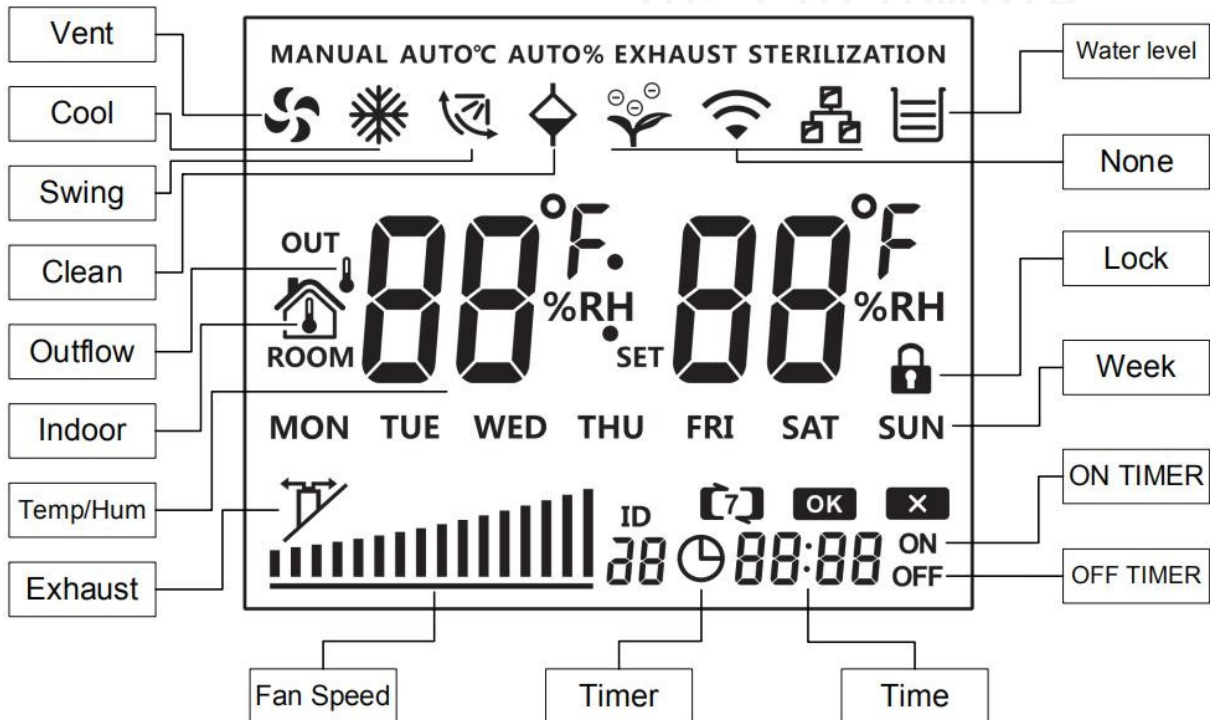 Vent
Cool
Swing
Clean
Outflow
Indoor
Temp/Hum
Exhaust
MANUAL AUTO℃ AUTO% EXHAUST STERILIZATION
OUT
ROOM
88 °F
%RH
SET
88 °F
%RH
MON TUE WED THU FRI SAT SUN
7 OK X
ID
88 88:88 ON
OFF
Water level
None
Lock
Week
ON TIMER
OFF TIMER
Fan Speed
Timer
Time